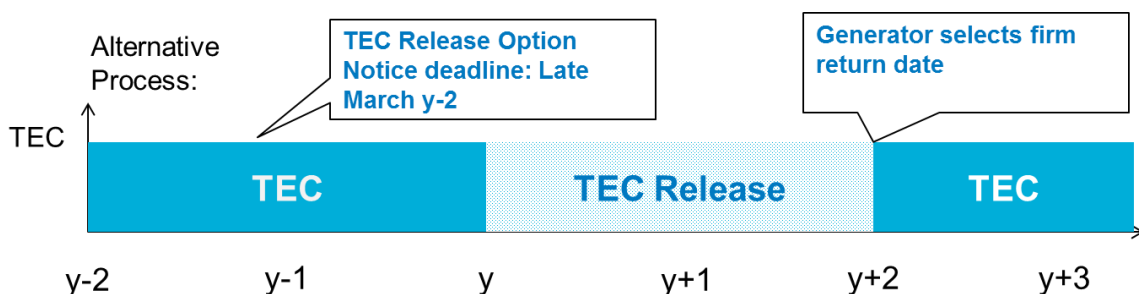 Alternative
Process:
TEC Release Option
Notice deadline: Late
March y-2
Generator selects firm
return date
TEC
TEC
TEC Release
TEC
y-2
y-1
y
y+1
y+2
y+3